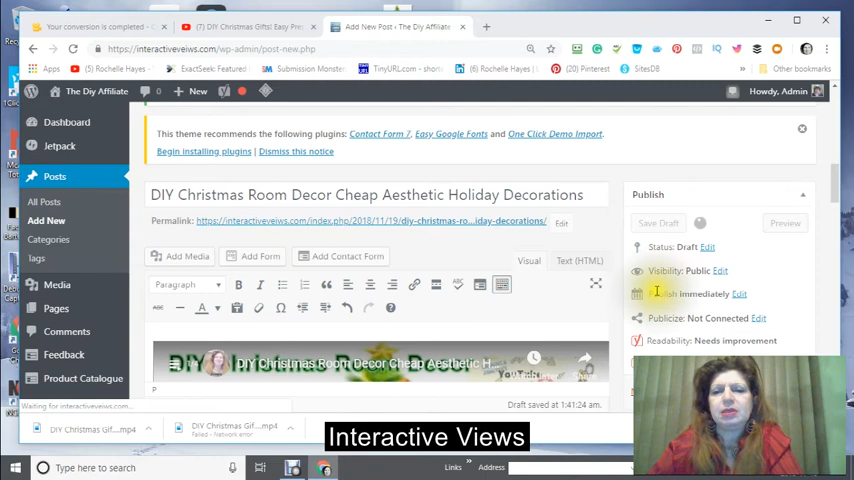 Your conversion is completed - C
(7) DIY Christmas Gifts! Easy Pres
Add New Post ‹ The Diy Affiliate
https://interactiveveiws.com/wp-admin/post-new.php
Apps
(5) Rochelle Hayes -
ExactSeek: Featured
Submission Monster
TinyURL.com - short
(1) Rochelle Hayes
(20) Pinterest
SitesDB
Other bookmarks
The Diy Affiliate
0
New
Howdy, Admin
Dashboard
Jetpack
Posts
All Posts
Add New
Categories
Tags
Media
Pages
Comments
Feedback
Product Catalogue
This theme recommends the following plugins: Contact Form 7, Easy Google Fonts and One Click Demo Import.
Begin installing plugins | Dismiss this notice
DIY Christmas Room Decor Cheap Aesthetic Holiday Decorations
Permalink: https://interactiveveiws.com/index.php/2018/11/19/diy-christmas-ro...iday-decorations/ Edit
Add Media
Add Form
Add Contact Form
Visual
Text (HTML)
Paragraph
DIY Christmas Room Decor Cheap Aesthetic H...
YouTube
P
Draft saved at 1:41:24 am.
Publish
Save Draft
Preview
Status: Draft Edit
Visibility: Public Edit
Publish immediately Edit
Publicize: Not Connected Edit
Readability: Needs improvement
Waiting for interactiveveiws.com...
DIY Christmas Gif....mp4
DIY Christmas Gif....mp4
Failed - Network error
Interactive Views
Type here to search
Links
Address